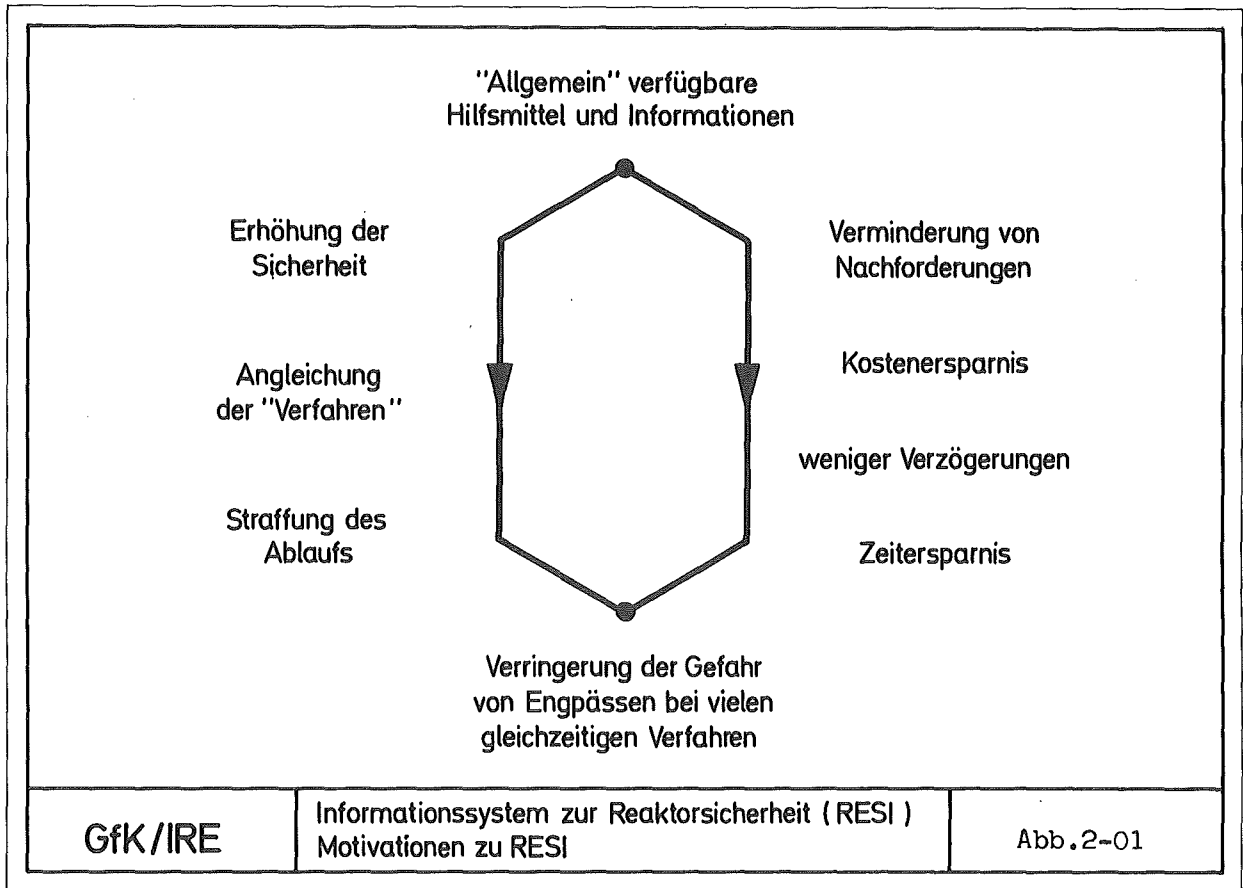 "Allgemein" verfügbare
Hilfsmittel und Informationen
Erhöhung der
Sicherheit
Angleichung
der "Verfahren"
Straffung des
Ablaufs
Verminderung von
Nachforderungen
Kostenersparnis
weniger Verzögerungen
Zeitersparnis
Verringerung der Gefahr
von Engpässen bei vielen
gleichzeitigen Verfahren
GfK/IRE
Informationssystem zur Reaktorsicherheit (RESI)
Motivationen zu RESI
Abb.2-01